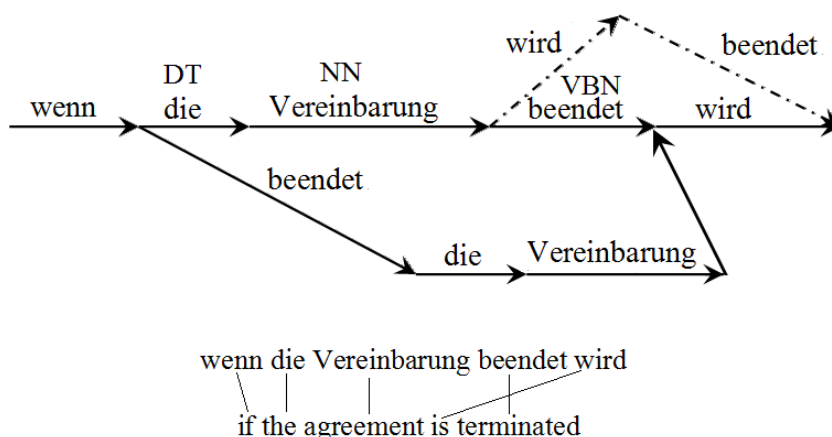 wird
beendet
DT NN VBN
wenn die Vereinbarung beendet wird
beendet
die Vereinbarung
wenn die Vereinbarung beendet wird
if the agreement is terminated